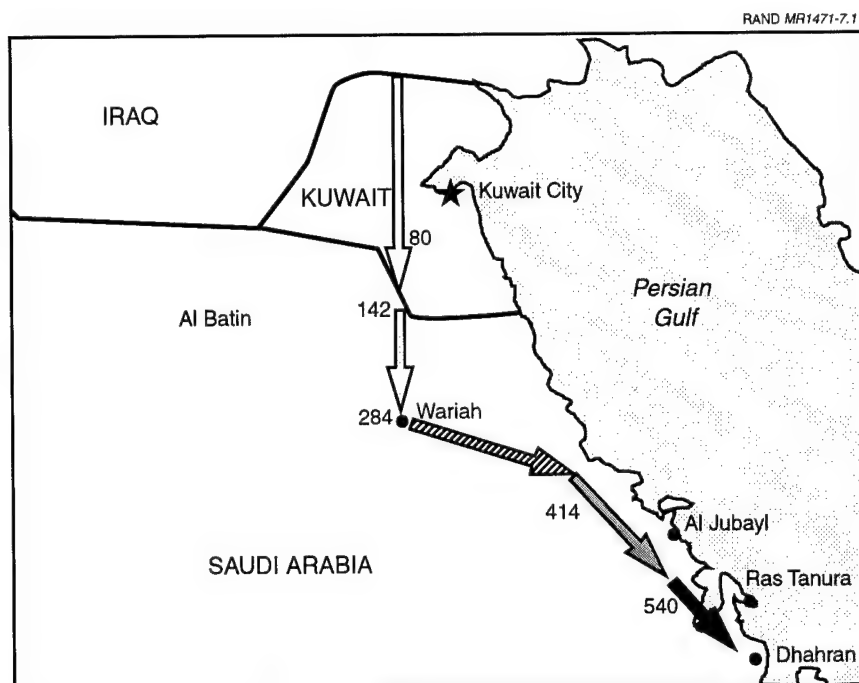 RAND MR1471-7.1
IRAQ
KUWAIT
Kuwait City
80
Persian
Gulf
Al Batin
142
284
Wariah
414
Al Jubayl
SAUDI ARABIA
Ras Tanura
540
Dhahran